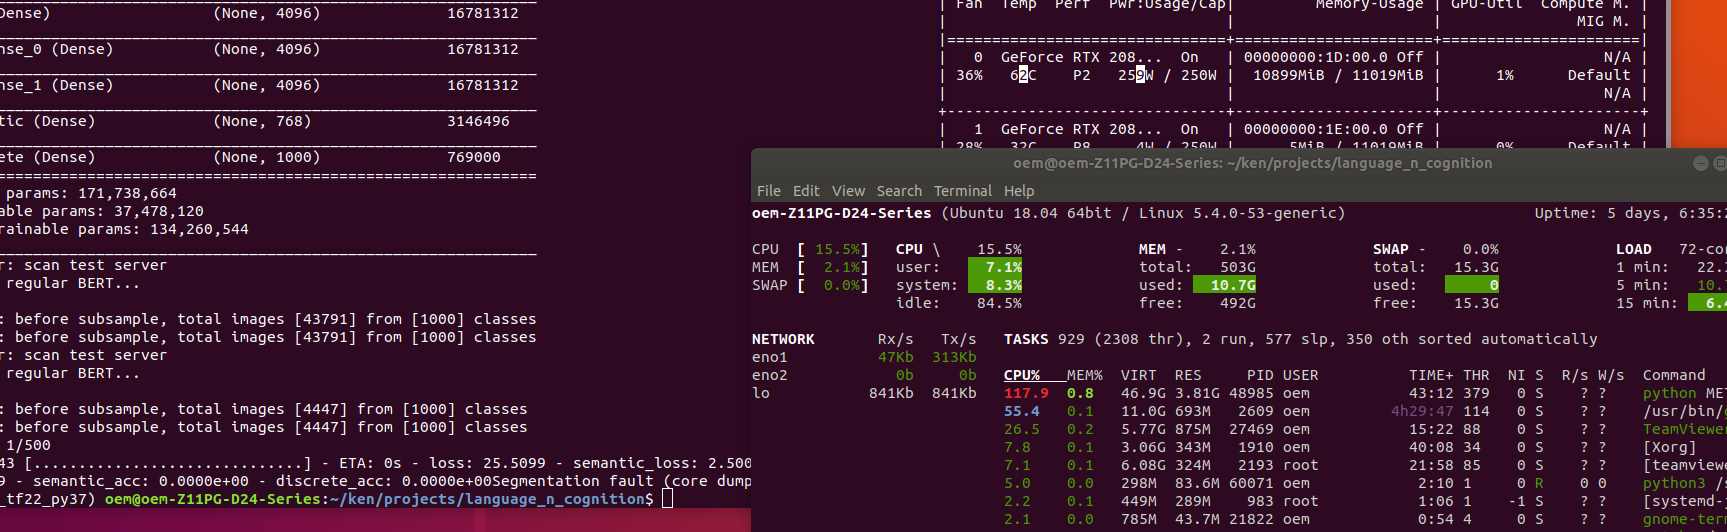 Dense)                   (None, 4096)               16781312
nse_0 (Dense)            (None, 4096)               16781312
nse_1 (Dense)            (None, 4096)               16781312
tic (Dense)              (None, 768)                3146496
ete (Dense)              (None, 1000)               769000
params: 171,738,664
able params: 37,478,120
rainable params: 134,260,544
r: scan test server
regular BERT...
: before subsample, total images [43791] from [1000] classes
: before subsample, total images [43791] from [1000] classes
r: scan test server
regular BERT...
: before subsample, total images [4447] from [1000] classes
: before subsample, total images [4447] from [1000] classes
1/500
43 [..............................] - ETA: 0s - loss: 25.5099 - semantic_loss: 2.500
9 - semantic_acc: 0.0000e+00 - discrete_acc: 0.0000e+00Segmentation fault (core dump
_tf22_py37) oem@oem-Z11PG-D24-Series:~/ken/projects/language_n_cognition$
| Fan  Temp  Perf  Pwr:Usage/Cap|         Memory-Usage | GPU-Util  Compute M. |
|                               |                      |               MIG M. |
|===============================+======================+======================|
|   0  GeForce RTX 208...  On   | 00000000:1D:00.0 Off |                  N/A |
| 36%   62C    P2   259W / 250W |  10899MiB / 11019MiB |      1%      Default |
|                               |                      |                  N/A |
+-------------------------------+----------------------+----------------------+
|   1  GeForce RTX 208...  On   | 00000000:1E:00.0 Off |                  N/A |
| 28%   32C    P8     4W / 250W |      5MiB / 11019MiB |      0%      Default |
oem@oem-Z11PG-D24-Series: ~/ken/projects/language_n_cognition
File Edit View Search Terminal Help
oem-Z11PG-D24-Series (Ubuntu 18.04 64bit / Linux 5.4.0-53-generic) Uptime: 5 days, 6:35:2
CPU [ 15.5%] CPU \ 15.5% MEM - 2.1% SWAP - 0.0% LOAD 72-co
MEM [ 2.1%] user: 7.1% total: 503G total: 15.3G 1 min: 22.
SWAP [ 0.0%] system: 8.3% used: 10.7G used: 0 5 min: 10.
idle: 84.5% free: 492G free: 15.3G 15 min: 6.
NETWORK Rx/s Tx/s TASKS 929 (2308 thr), 2 run, 577 slp, 350 oth sorted automatically
eno1 47Kb 313Kb
eno2 0b 0b CPU% MEM% VIRT RES PID USER TIME+ THR NI S R/s W/s Command
lo 841Kb 841Kb 117.9 0.8 46.9G 3.81G 48985 oem 43:12 379 0 S ? ? python ME
55.4 0.1 11.0G 693M 2609 oem 4h29:47 114 0 S ? ? /usr/bin/
26.5 0.2 5.77G 875M 27469 oem 15:22 88 0 S ? ? TeamViewer
7.8 0.1 3.06G 343M 1910 oem 40:08 34 0 S ? ? [Xorg]
7.1 0.1 6.08G 324M 2193 root 21:58 85 0 S ? ? [teamviewe
5.0 0.0 298M 83.6M 60071 oem 2:10 1 0 R 0 0 python3 /s
2.2 0.1 449M 289M 983 root 1:06 1 -1 S ? ? [systemd-
2.1 0.0 785M 43.7M 21822 oem 0:54 4 0 S ? ? gnome-ter